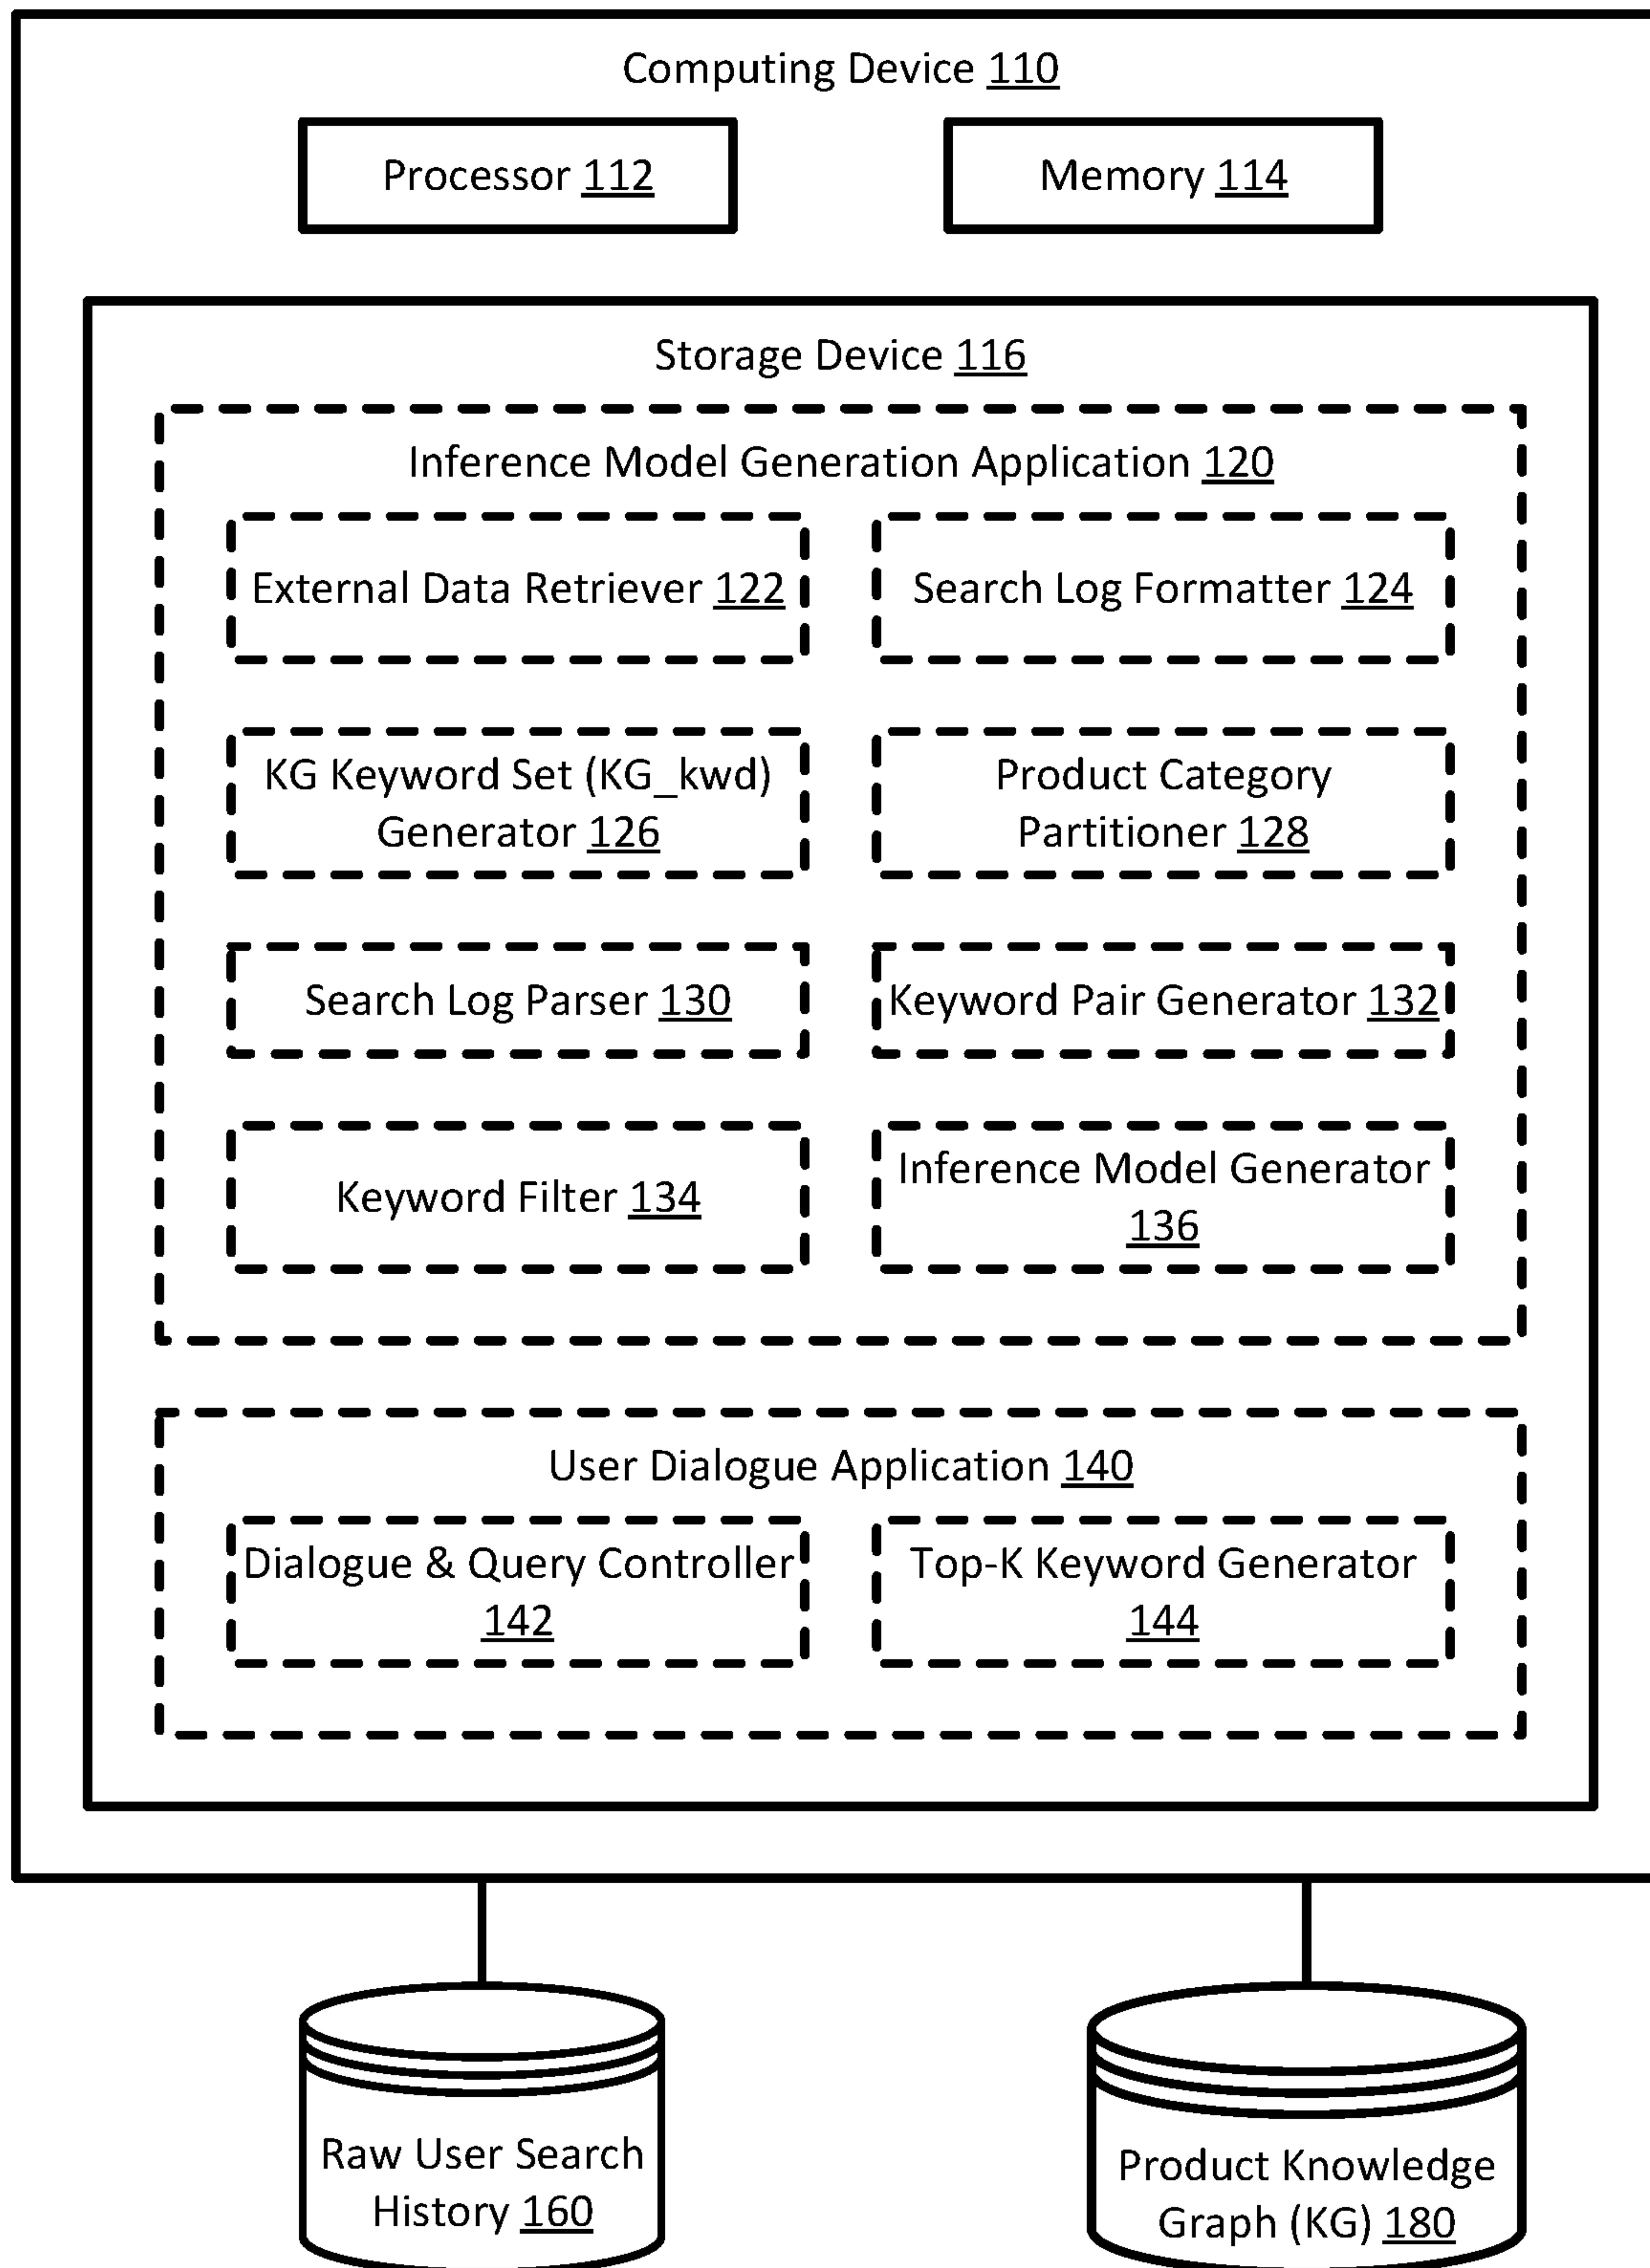 Computing Device 110
Processor 112
Memory 114
Storage Device 116
Inference Model Generation Application 120
External Data Retriever 122
Search Log Formatter 124
KG Keyword Set (KG_kwd)
Generator 126
Product Category
Partitioner 128
Search Log Parser 130
Keyword Pair Generator 132
Keyword Filter 134
Inference Model Generator
136
User Dialogue Application 140
Dialogue & Query Controller
142
Top-K Keyword Generator
144
Raw User Search
History 160
Product Knowledge
Graph (KG) 180